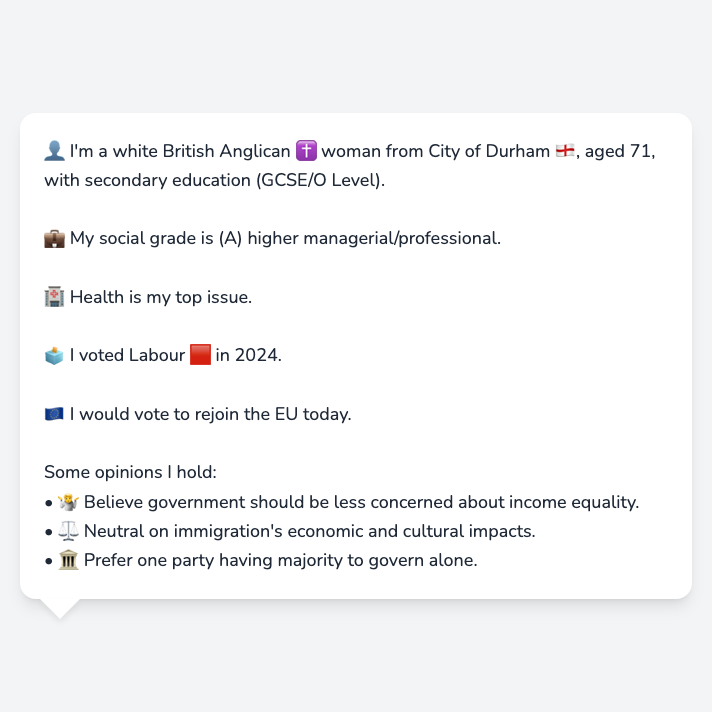 👤 I'm a white British Anglican ✝️ woman from City of Durham 🏴󠁧󠁢󠁥󠁮󠁧󠁿, aged 71,
with secondary education (GCSE/O Level).
💼 My social grade is (A) higher managerial/professional.
🏥 Health is my top issue.
🗳️ I voted Labour 🟥 in 2024.
🇪🇺 I would vote to rejoin the EU today.
Some opinions I hold:
• 🤷‍♀️ Believe government should be less concerned about income equality.
• ⚖️ Neutral on immigration's economic and cultural impacts.
• 🏛️ Prefer one party having majority to govern alone.